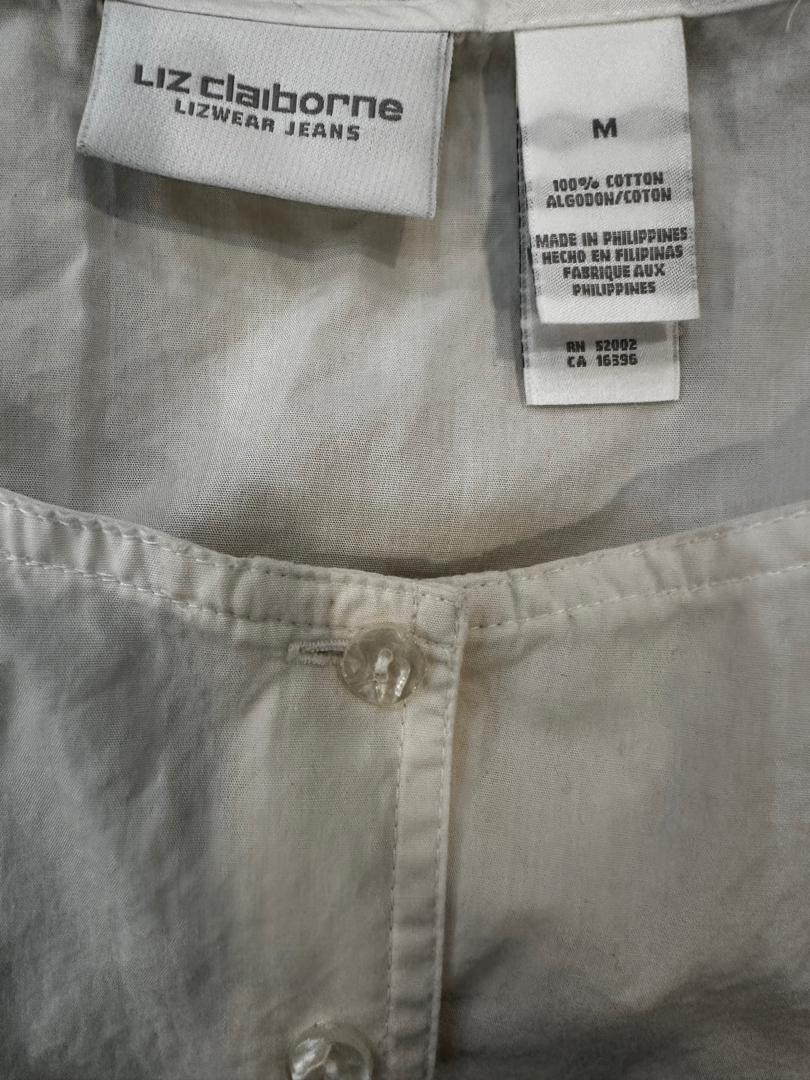 LIZ claiborne
LIZWEAR JEANS
M
100% COTTON
ALGODON/COTON
MADE IN PHILIPPINES
HECHO EN FILIPINAS
FABRIQUE AUX
PHILIPPINES
RN 52002
CA 16396